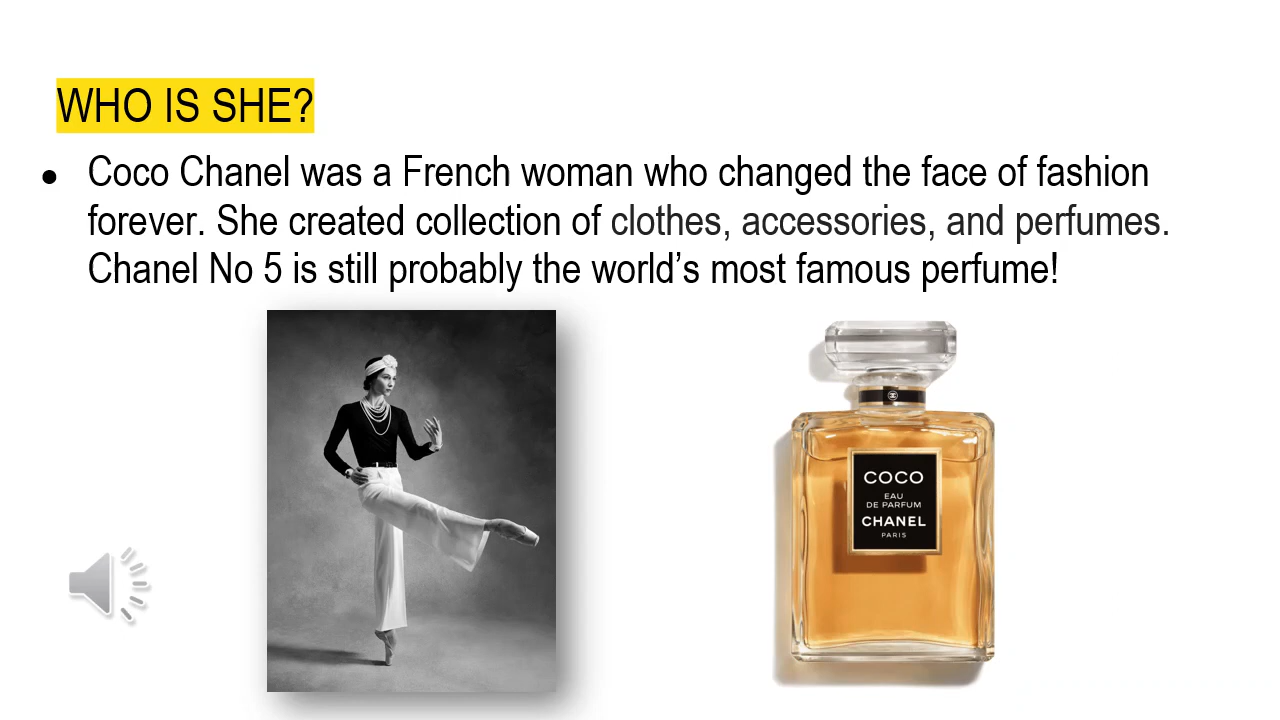 WHO IS SHE?
● Coco Chanel was a French woman who changed the face of fashion
forever. She created collection of clothes, accessories, and perfumes.
Chanel No 5 is still probably the world’s most famous perfume!
COCO
EAU
DE PARFUM
CHANEL
PARIS